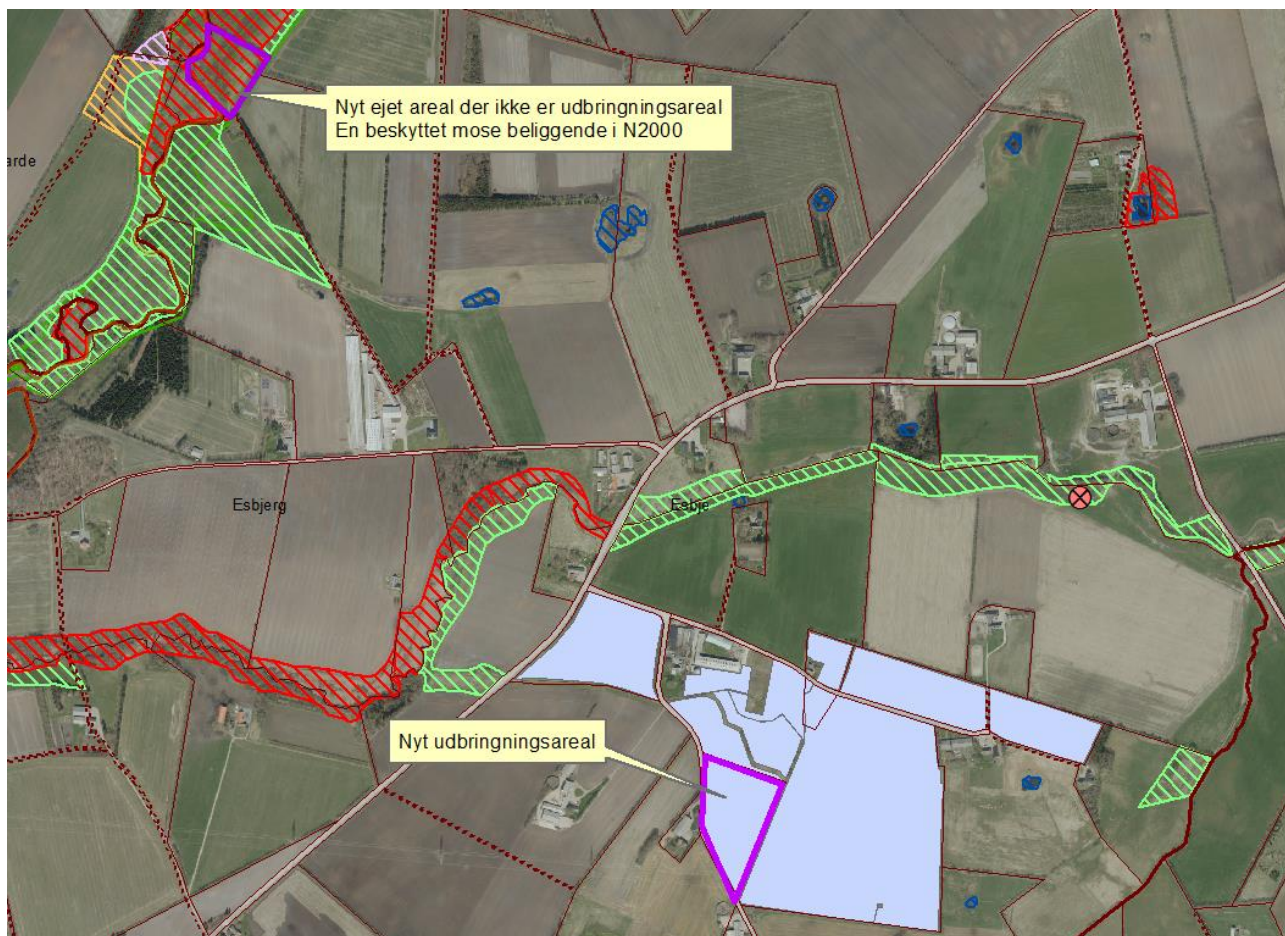 Nyt ejet areal der ikke er udbringningsareal
En beskyttet mose beliggende i N2000
arde
Esbjerg
Esbje
Nyt udbringningsareal